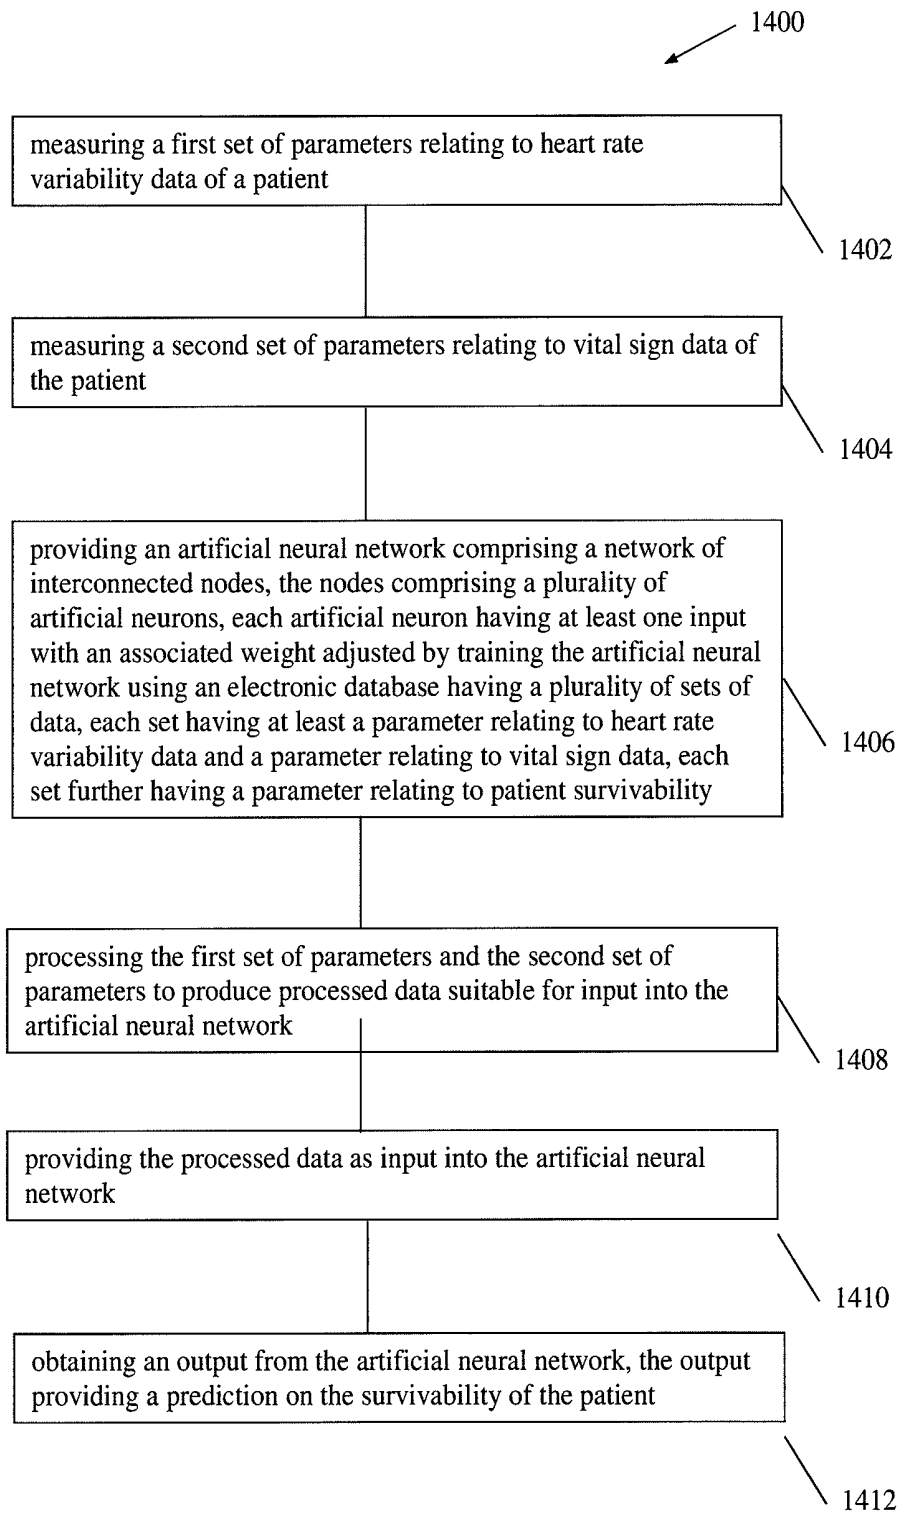 1400
measuring a first set of parameters relating to heart rate
variability data of a patient
1402
measuring a second set of parameters relating to vital sign data of
the patient
1404
providing an artificial neural network comprising a network of
interconnected nodes, the nodes comprising a plurality of
artificial neurons, each artificial neuron having at least one input
with an associated weight adjusted by training the artificial neural
network using an electronic database having a plurality of sets of
data, each set having at least a parameter relating to heart rate
variability data and a parameter relating to vital sign data, each
set further having a parameter relating to patient survivability
1406
processing the first set of parameters and the second set of
parameters to produce processed data suitable for input into the
artificial neural network
1408
providing the processed data as input into the artificial neural
network
1410
obtaining an output from the artificial neural network, the output
providing a prediction on the survivability of the patient
1412